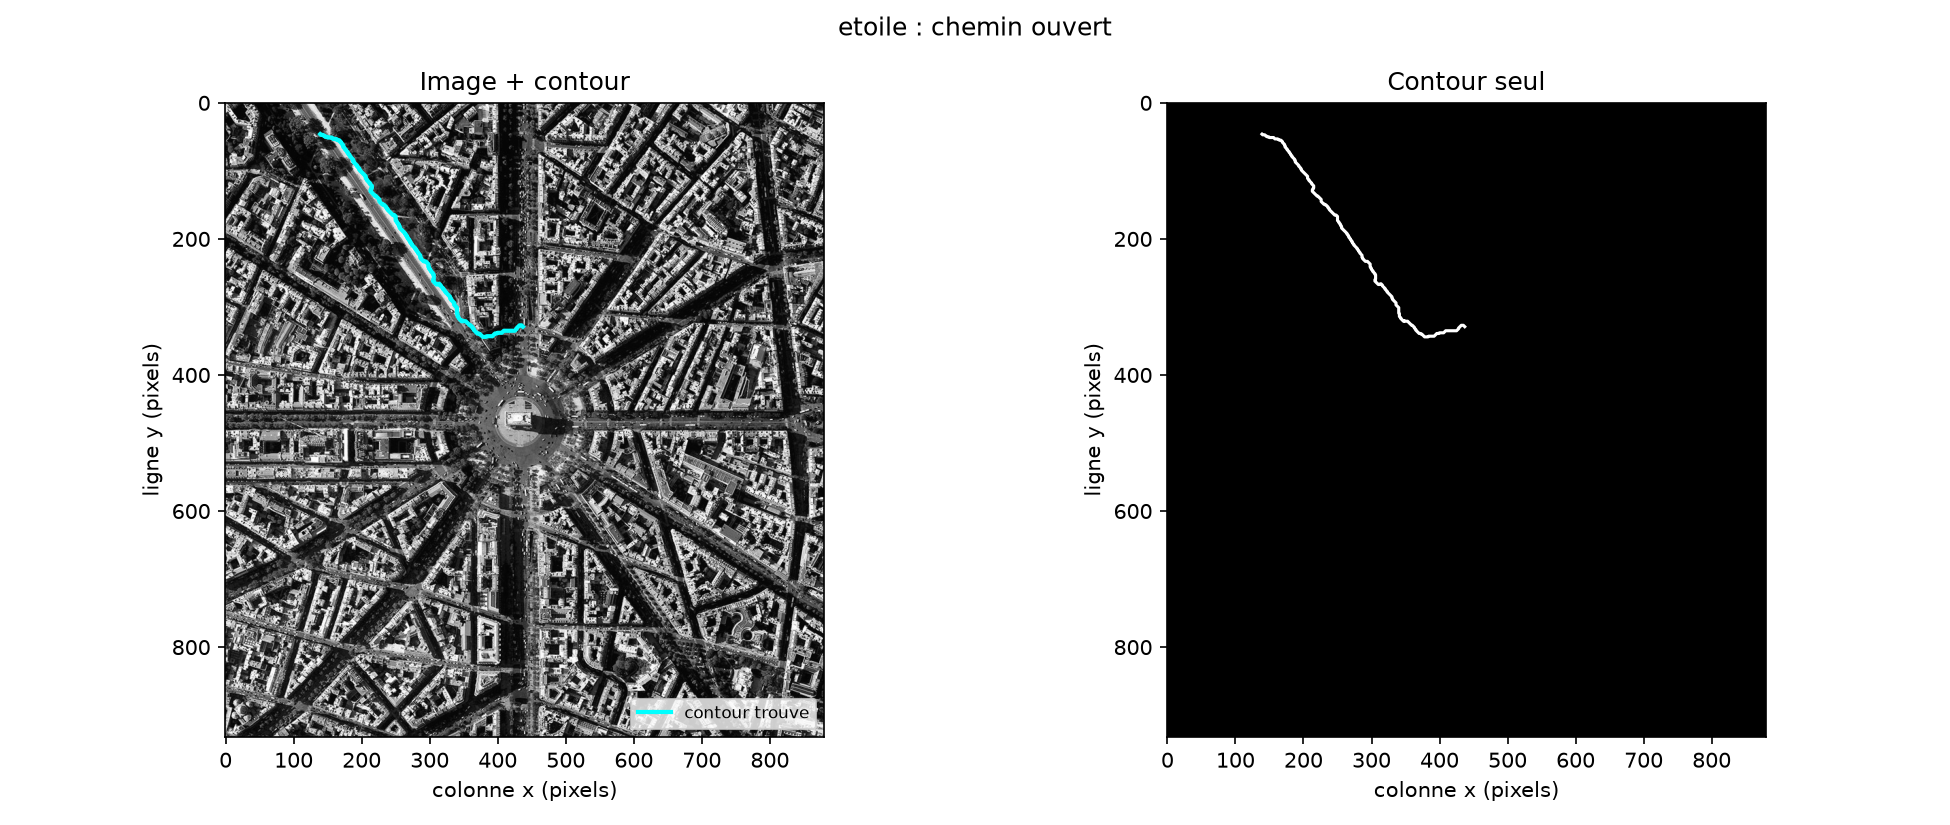 etoile : chemin ouvert
Image + contour
0
200
400
600
800
ligne y (pixels)
contour trouve
0 100 200 300 400 500 600 700 800
colonne x (pixels)
Contour seul
0
200
400
600
800
ligne y (pixels)
0 100 200 300 400 500 600 700 800
colonne x (pixels)